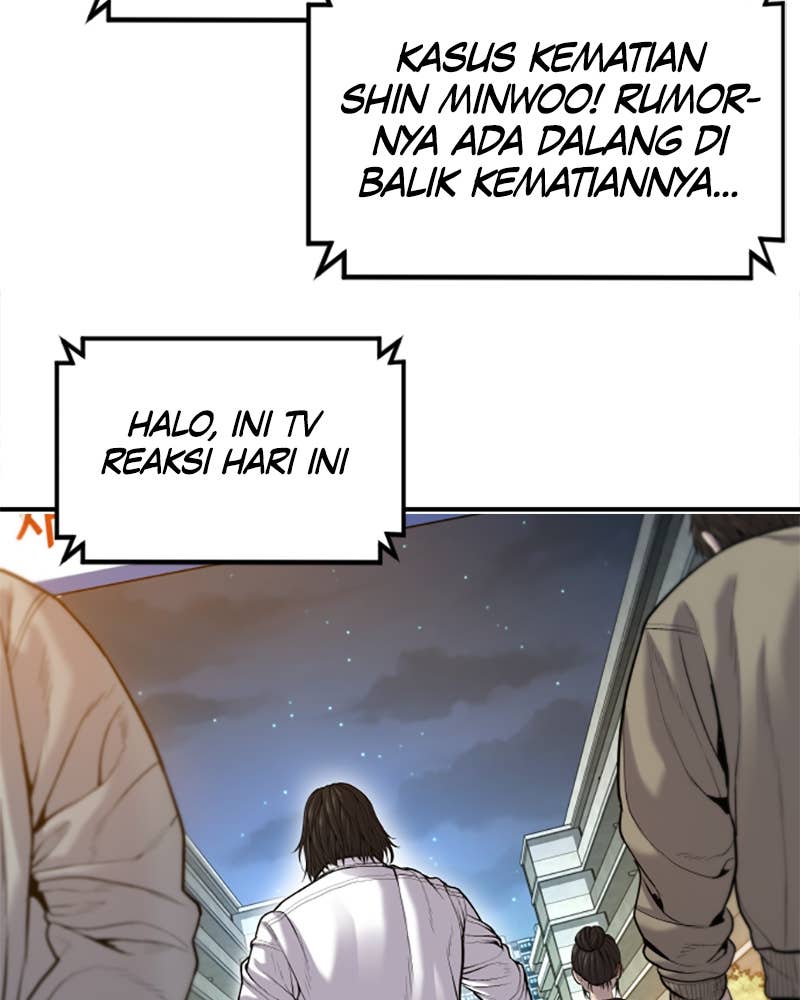 KASUS KEMATIAN
SHIN MINWOO! RUMOR-
NYA ADA DALANG DI
BALIK KEMATIANNYA...
HALO, INI TV
REAKSI HARI INI